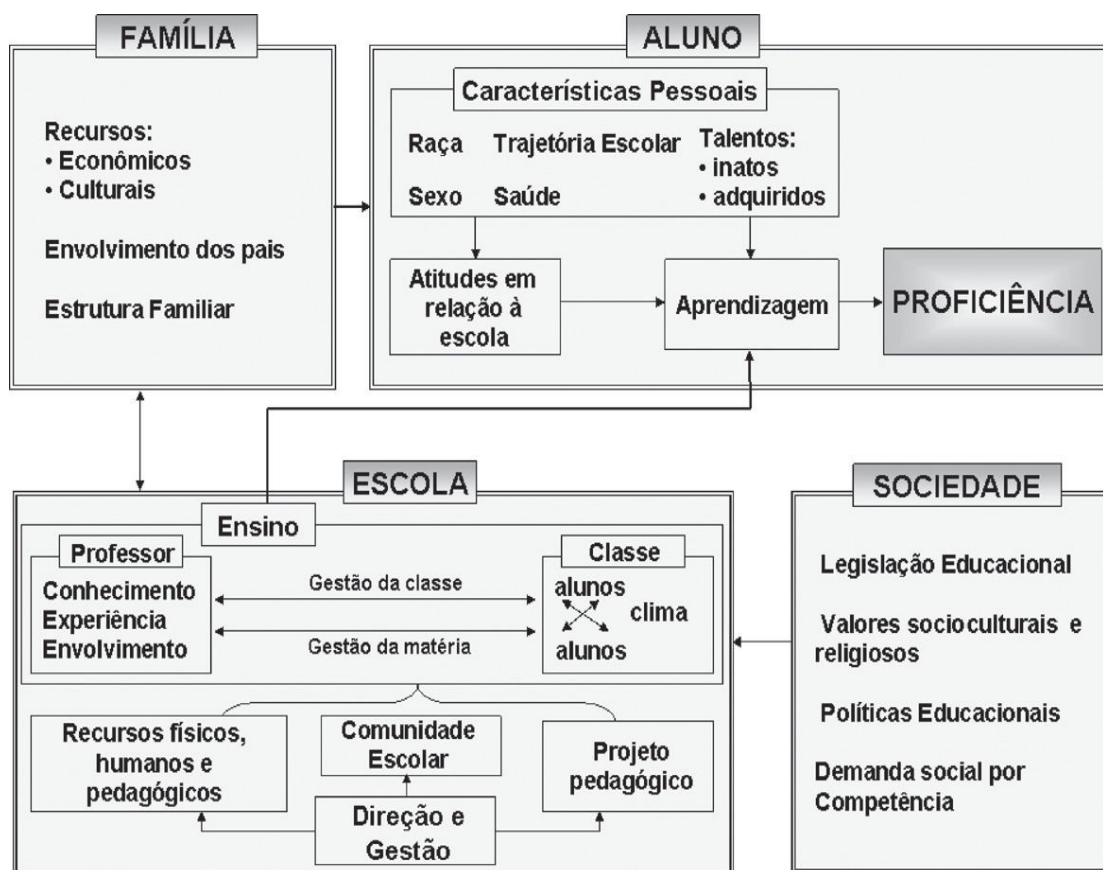 FAMÍLIA
Recursos:
• Econômicos
• Culturais
Envolvimento dos pais
Estrutura Familiar
ALUNO
Características Pessoais
Raça
Trajetória Escolar
Talentos:
• inatos
• adquiridos
Sexo
Saúde
Atitudes em
relação à
escola
Aprendizagem
PROFICIÊNCIA
ESCOLA
Ensino
Professor
Conhecimento
Experiência
Envolvimento
Gestão da classe
Gestão da matéria
Classe
alunos
clima
alunos
Recursos físicos,
humanos e
pedagógicos
Comunidade
Escolar
Projeto
pedagógico
Direção e
Gestão
SOCIEDADE
Legislação Educacional
Valores socioculturais e
religiosos
Políticas Educacionais
Demanda social por
Competência